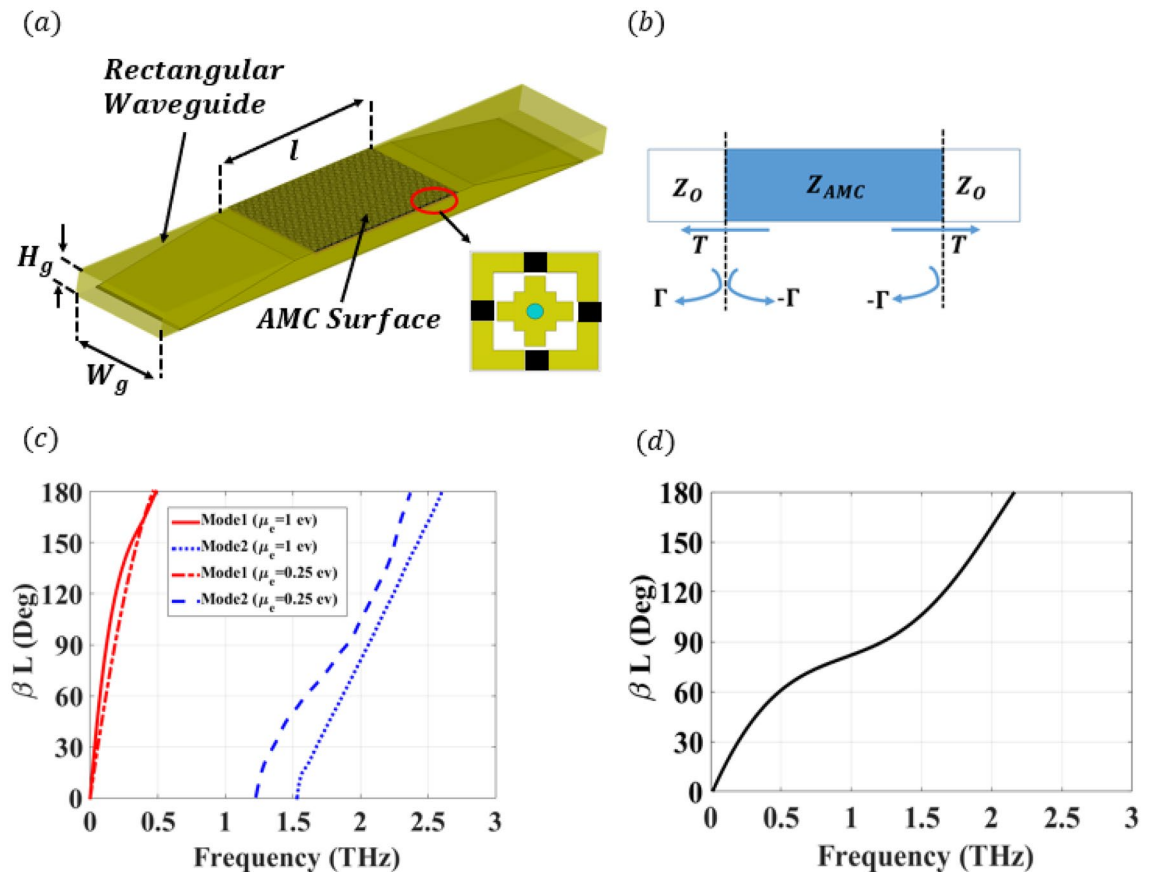 (a)
Rectangular
Waveguide
l
H_g
W_g
AMC Surface
(b)
Z_O
Z_AMC
Z_O
T
T
Γ
-Γ
-Γ
(c)
180
150
120
90
60
30
0
β L (Deg)
Mode1 (μ_e=1 ev)
Mode2 (μ_e=1 ev)
Mode1 (μ_e=0.25 ev)
Mode2 (μ_e=0.25 ev)
0 0.5 1 1.5 2 2.5 3
Frequency (THz)
(d)
180
150
120
90
60
30
0
β L (Deg)
0 0.5 1 1.5 2 2.5 3
Frequency (THz)